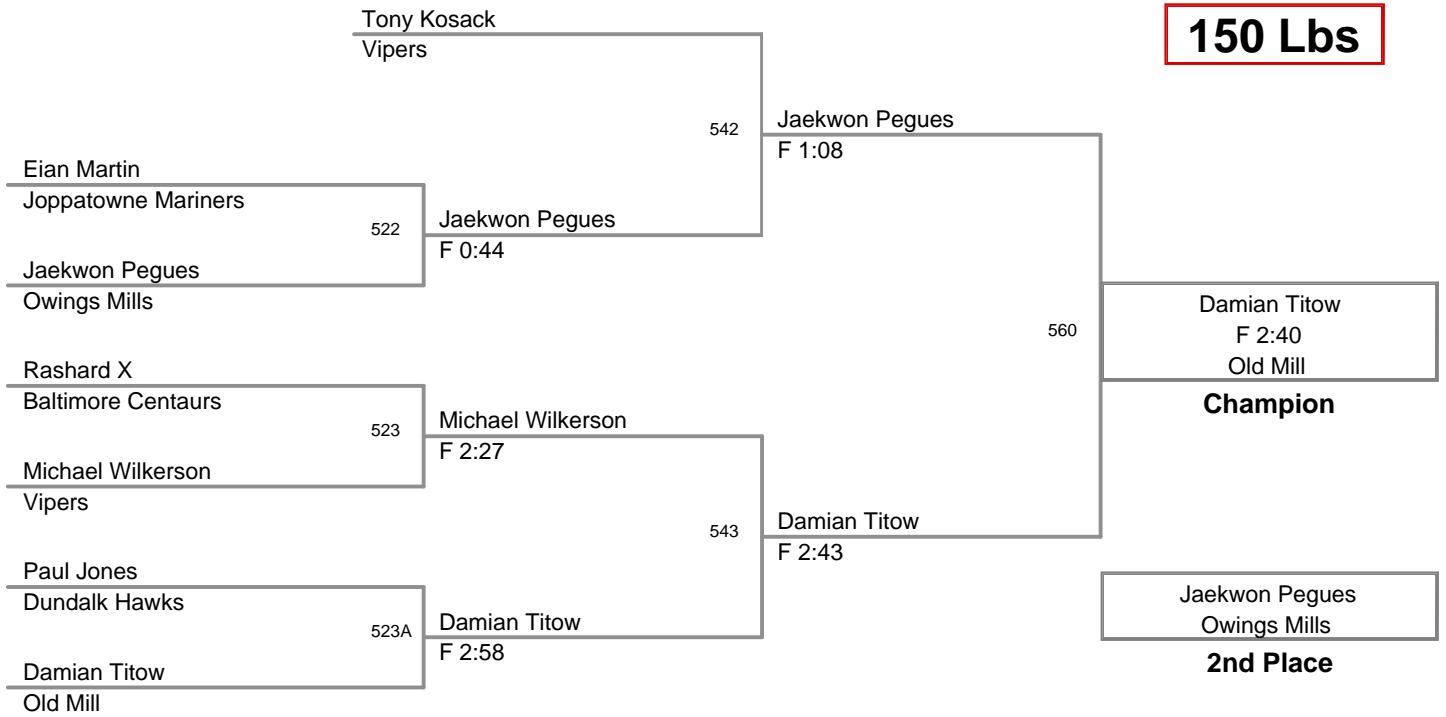 Tony Kosack
Vipers
150 Lbs
542
Jaekwon Pegues
F 1:08
Eian Martin
Joppatowne Mariners
522
Jaekwon Pegues
F 0:44
Jaekwon Pegues
Owings Mills
560
Damian Titow
F 2:40
Old Mill
Champion
Rashard X
Baltimore Centaurs
523
Michael Wilkerson
F 2:27
Michael Wilkerson
Vipers
543
Damian Titow
F 2:43
Paul Jones
Dundalk Hawks
523A
Damian Titow
F 2:58
Damian Titow
Old Mill
Jaekwon Pegues
Owings Mills
2nd Place